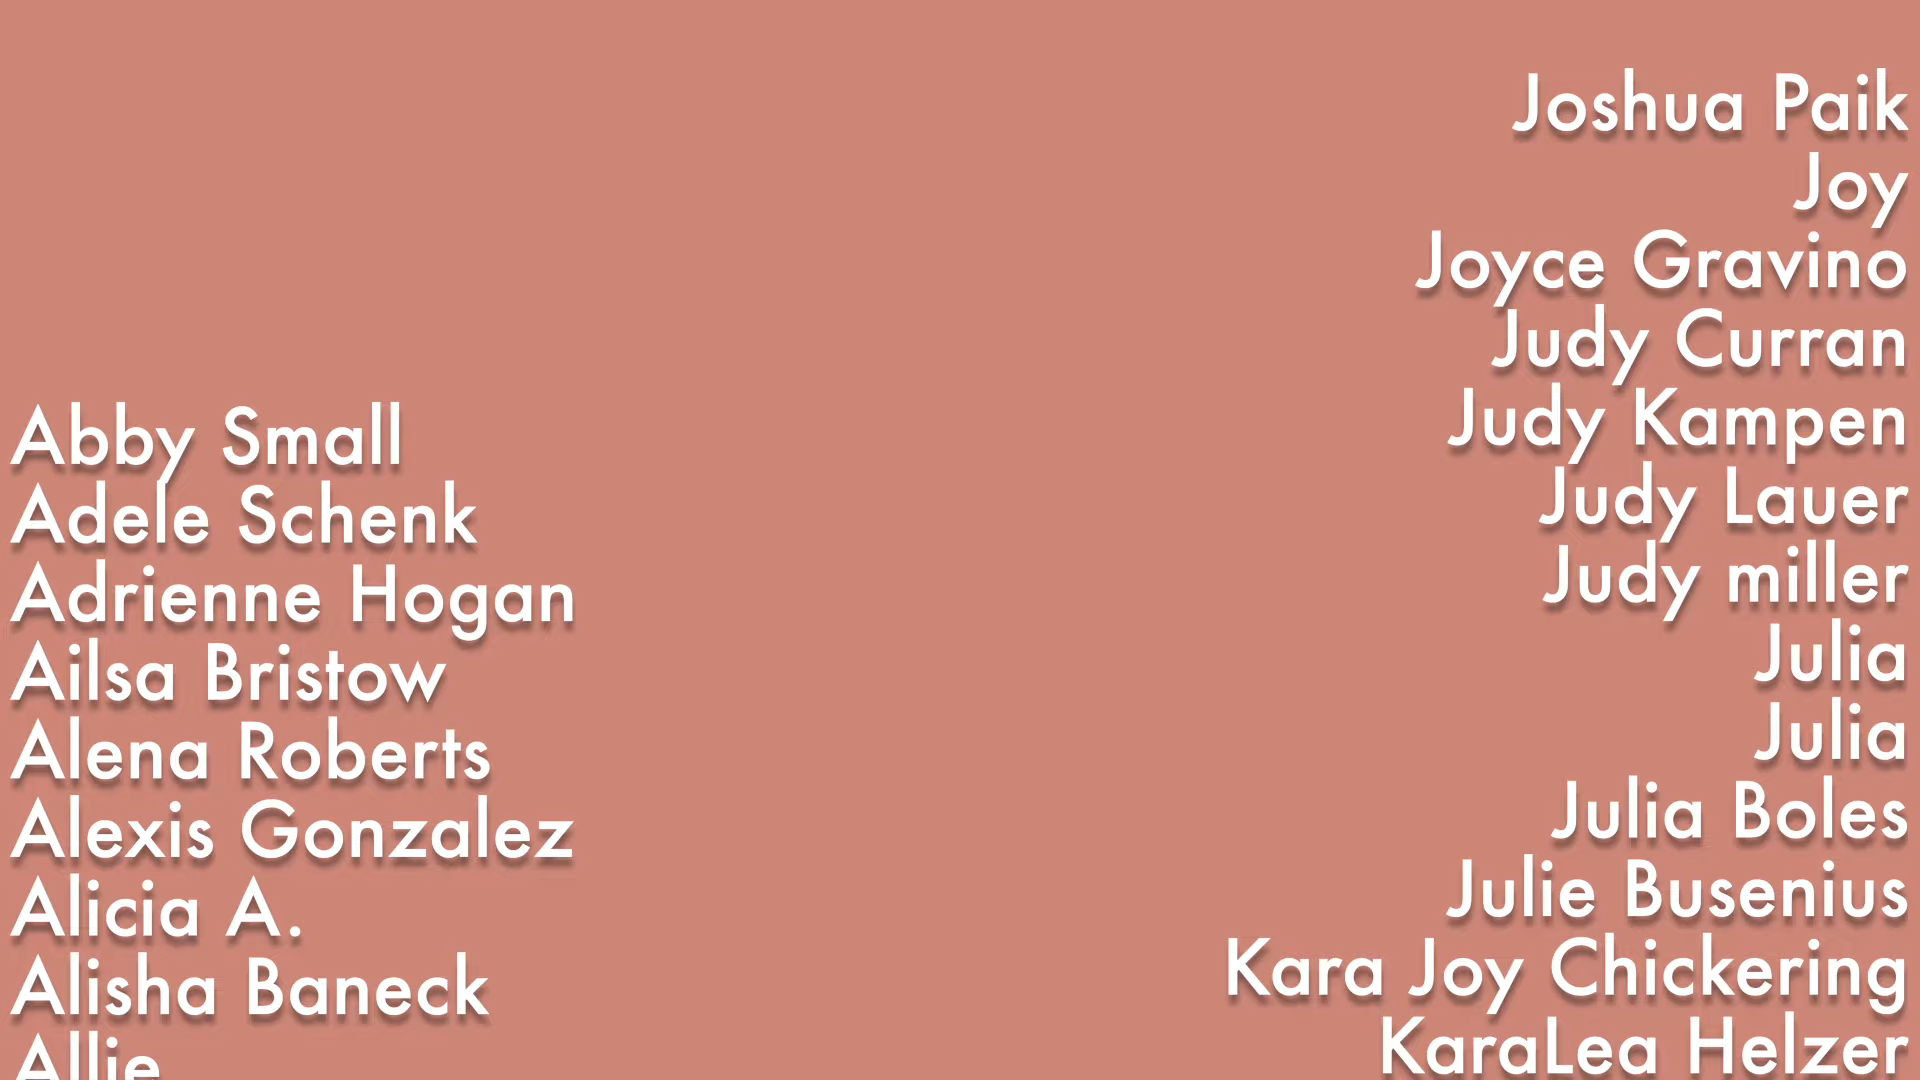 Abby Small
Adele Schenk
Adrienne Hogan
Ailsa Bristow
Alena Roberts
Alexis Gonzalez
Alicia A.
Alisha Baneck
Allie
Joshua Paik
Joy
Joyce Gravino
Judy Curran
Judy Kampen
Judy Lauer
Judy miller
Julia
Julia
Julia Boles
Julie Busenius
Kara Joy Chickering
KaraLea Helzer